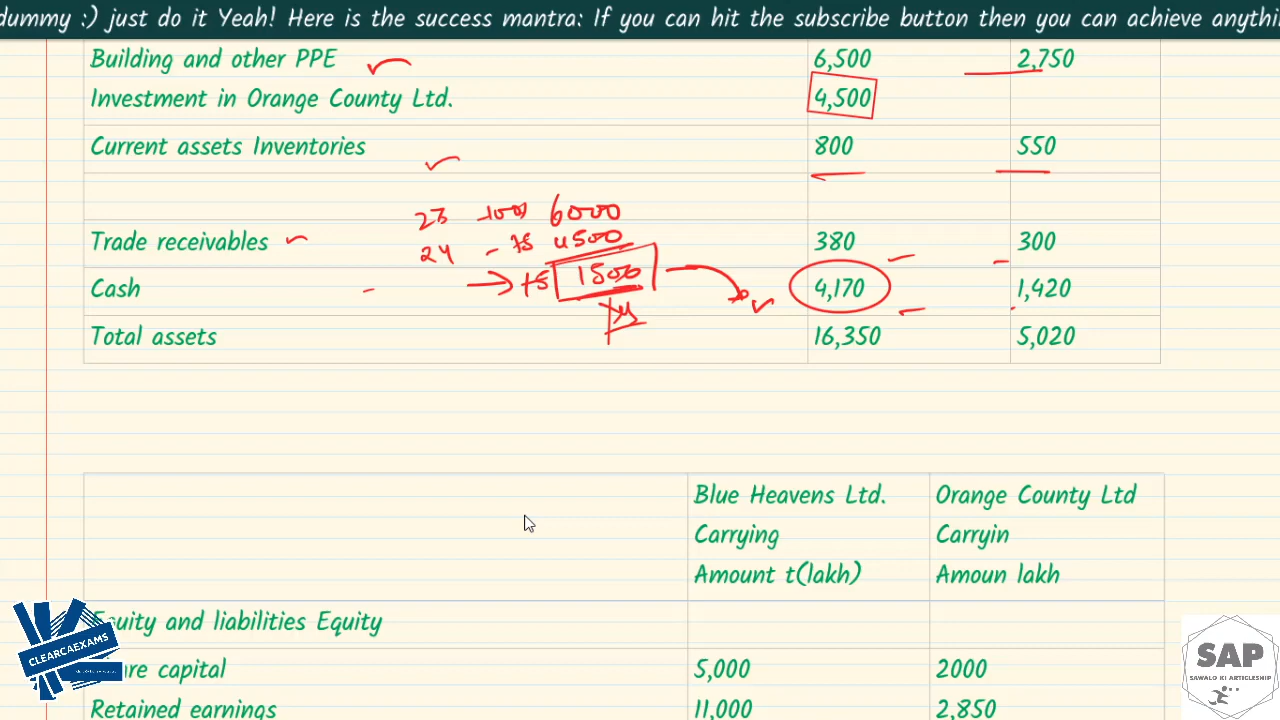 dummy :) just do it Yeah! Here is the success mantra: If you can hit the subscribe button then you can achieve anythi
Building and other PPE 6,500 2,750
Investment in Orange County Ltd. 4,500
Current assets Inventories 800 550
23 100% 6000
Trade receivables 380 300
24 - 75 4500
→ 75 1500
Cash 4,170 1,420
Total assets 16,350 5,020
Blue Heavens Ltd. Orange County Ltd
Carrying Carryin
Amount t(lakh) Amoun lakh
Equity and liabilities Equity
CLEARCAEXAMS
SAP
SAWALO KI ARTICLESHIP
are capital 5,000 2000
Retained earnings 11,000 2,850